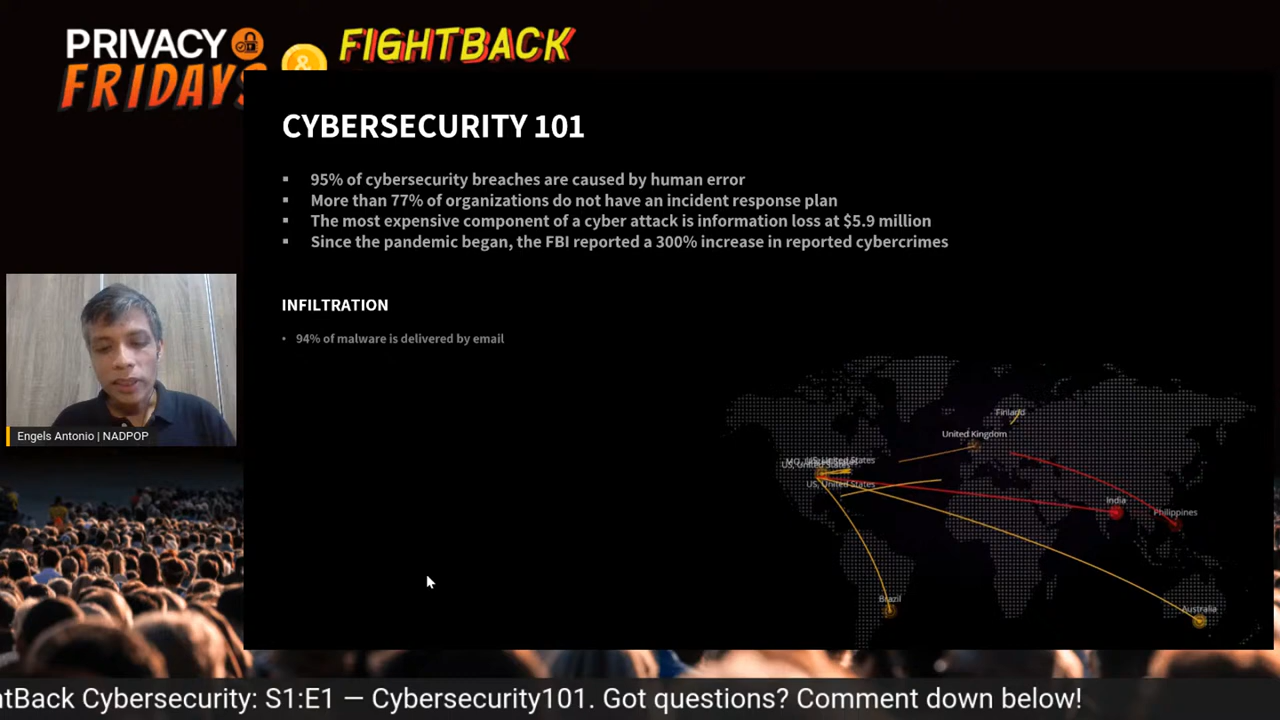 PRIVACY
FRIDAYS
&
FIGHTBACK
CYBERSECURITY 101
▪ 95% of cybersecurity breaches are caused by human error
▪ More than 77% of organizations do not have an incident response plan
▪ The most expensive component of a cyber attack is information loss at $5.9 million
▪ Since the pandemic began, the FBI reported a 300% increase in reported cybercrimes
INFILTRATION
• 94% of malware is delivered by email
Finland
United Kingdom
United States
US, United States
India
Philippines
Brazil
Australia
Engels Antonio | NADPOP
tBack Cybersecurity: S1:E1 — Cybersecurity101. Got questions? Comment down below!